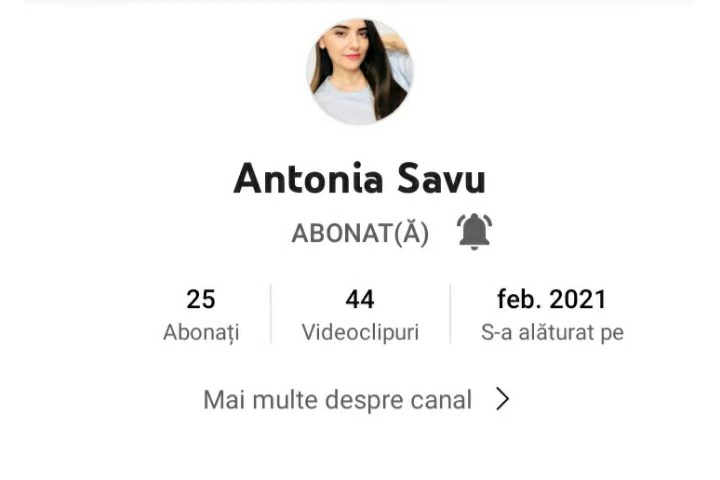 Antonia Savu
ABONAT(Ă)
25 44 feb. 2021
Abonați Videoclipuri S-a alăturat pe
Mai multe despre canal